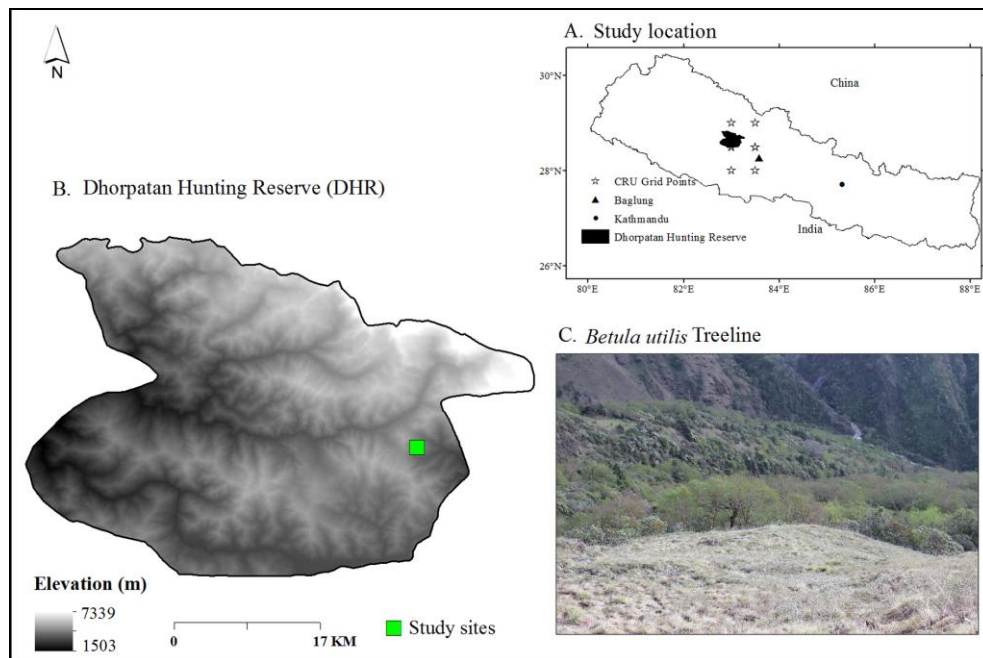 A. Study location
30°N
28°N
26°N
China
India
CRU Grid Points
Baglung
Kathmandu
Dhorpatan Hunting Reserve
80°E 82°E 84°E 86°E 88°E
N
B. Dhorpatan Hunting Reserve (DHR)
Elevation (m)
7339
1503
0 17 KM
Study sites
C. Betula utilis Treeline